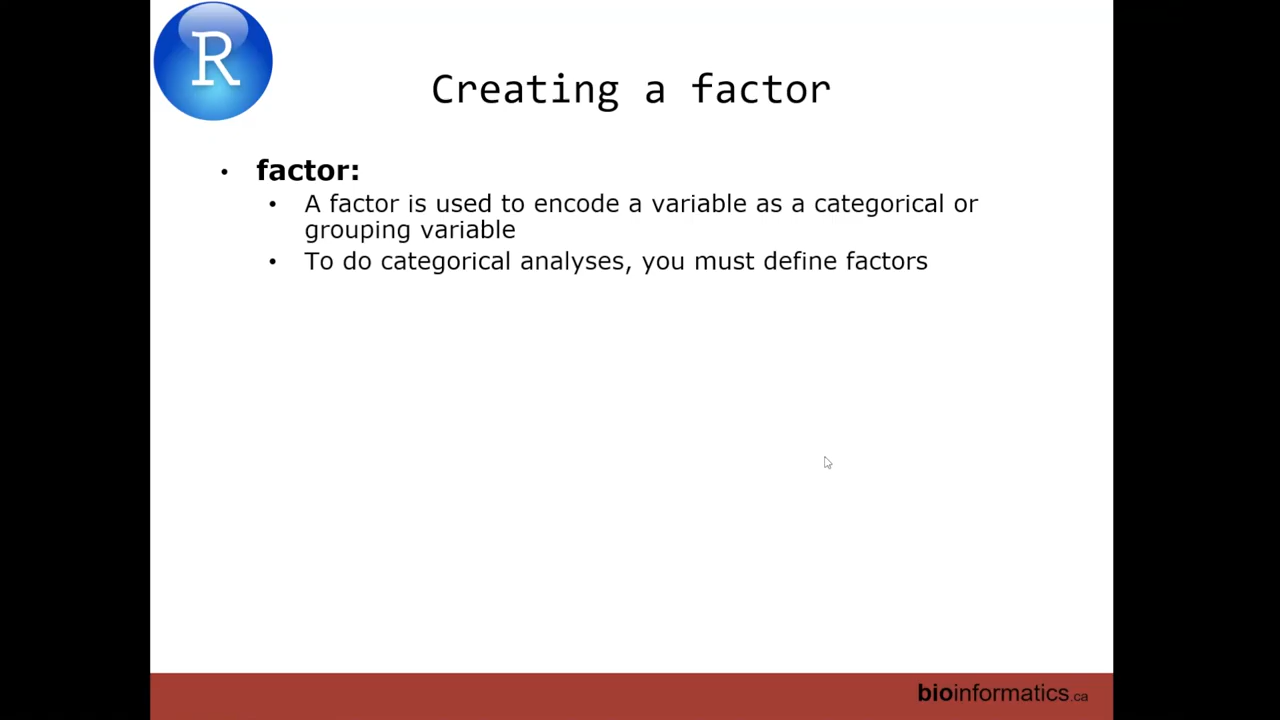 R
Creating a factor
• factor:
• A factor is used to encode a variable as a categorical or
grouping variable
• To do categorical analyses, you must define factors
bioinformatics.ca